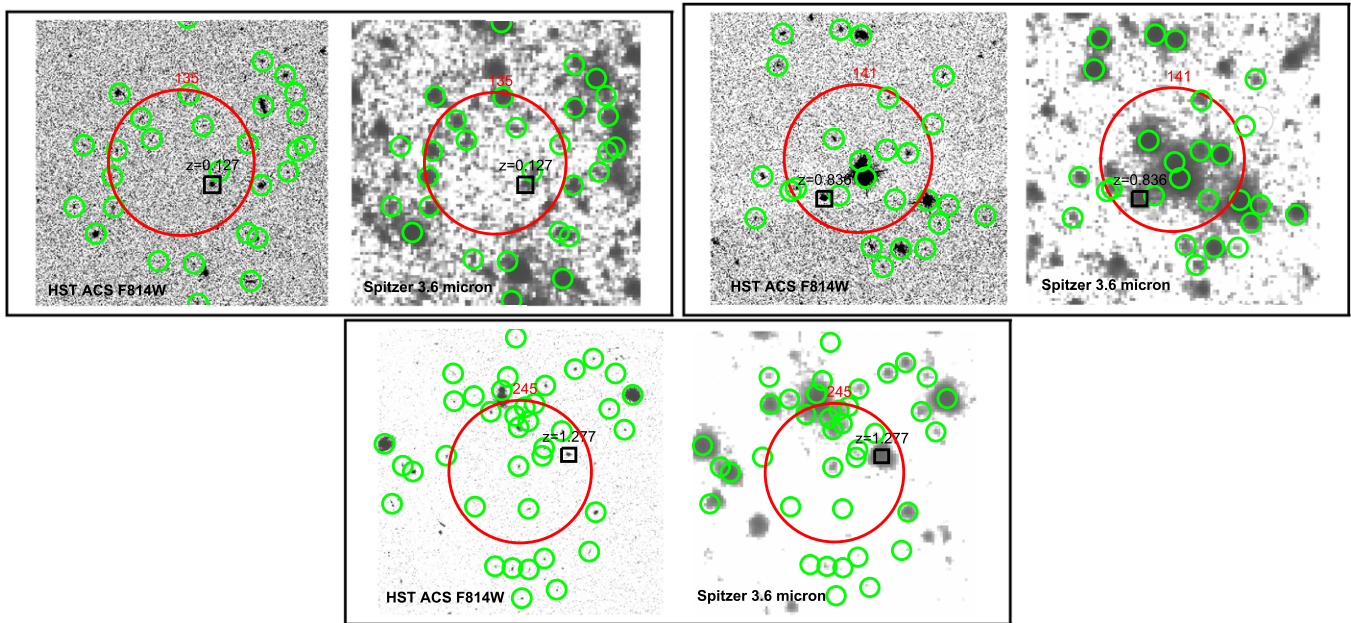 135
z=0.127
HST ACS F814W
135
z=0.127
Spitzer 3.6 micron
141
z=0.836
HST ACS F814W
141
z=0.836
Spitzer 3.6 micron
245
z=1.277
HST ACS F814W
245
z=1.277
Spitzer 3.6 micron